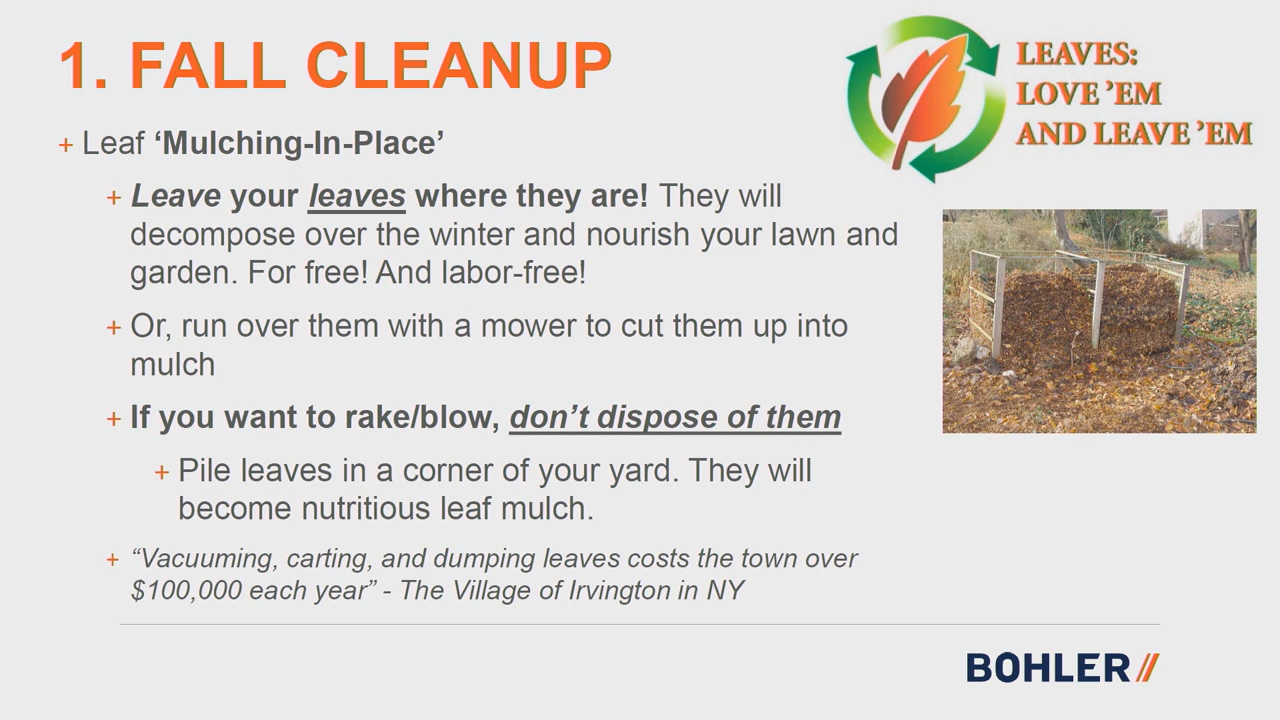 1. FALL CLEANUP
LEAVES:
LOVE ’EM
AND LEAVE ’EM
+ Leaf ‘Mulching-In-Place’
+ Leave your leaves where they are! They will
decompose over the winter and nourish your lawn and
garden. For free! And labor-free!
+ Or, run over them with a mower to cut them up into
mulch
+ If you want to rake/blow, don’t dispose of them
+ Pile leaves in a corner of your yard. They will
become nutritious leaf mulch.
+ “Vacuuming, carting, and dumping leaves costs the town over
$100,000 each year” - The Village of Irvington in NY
BOHLER//